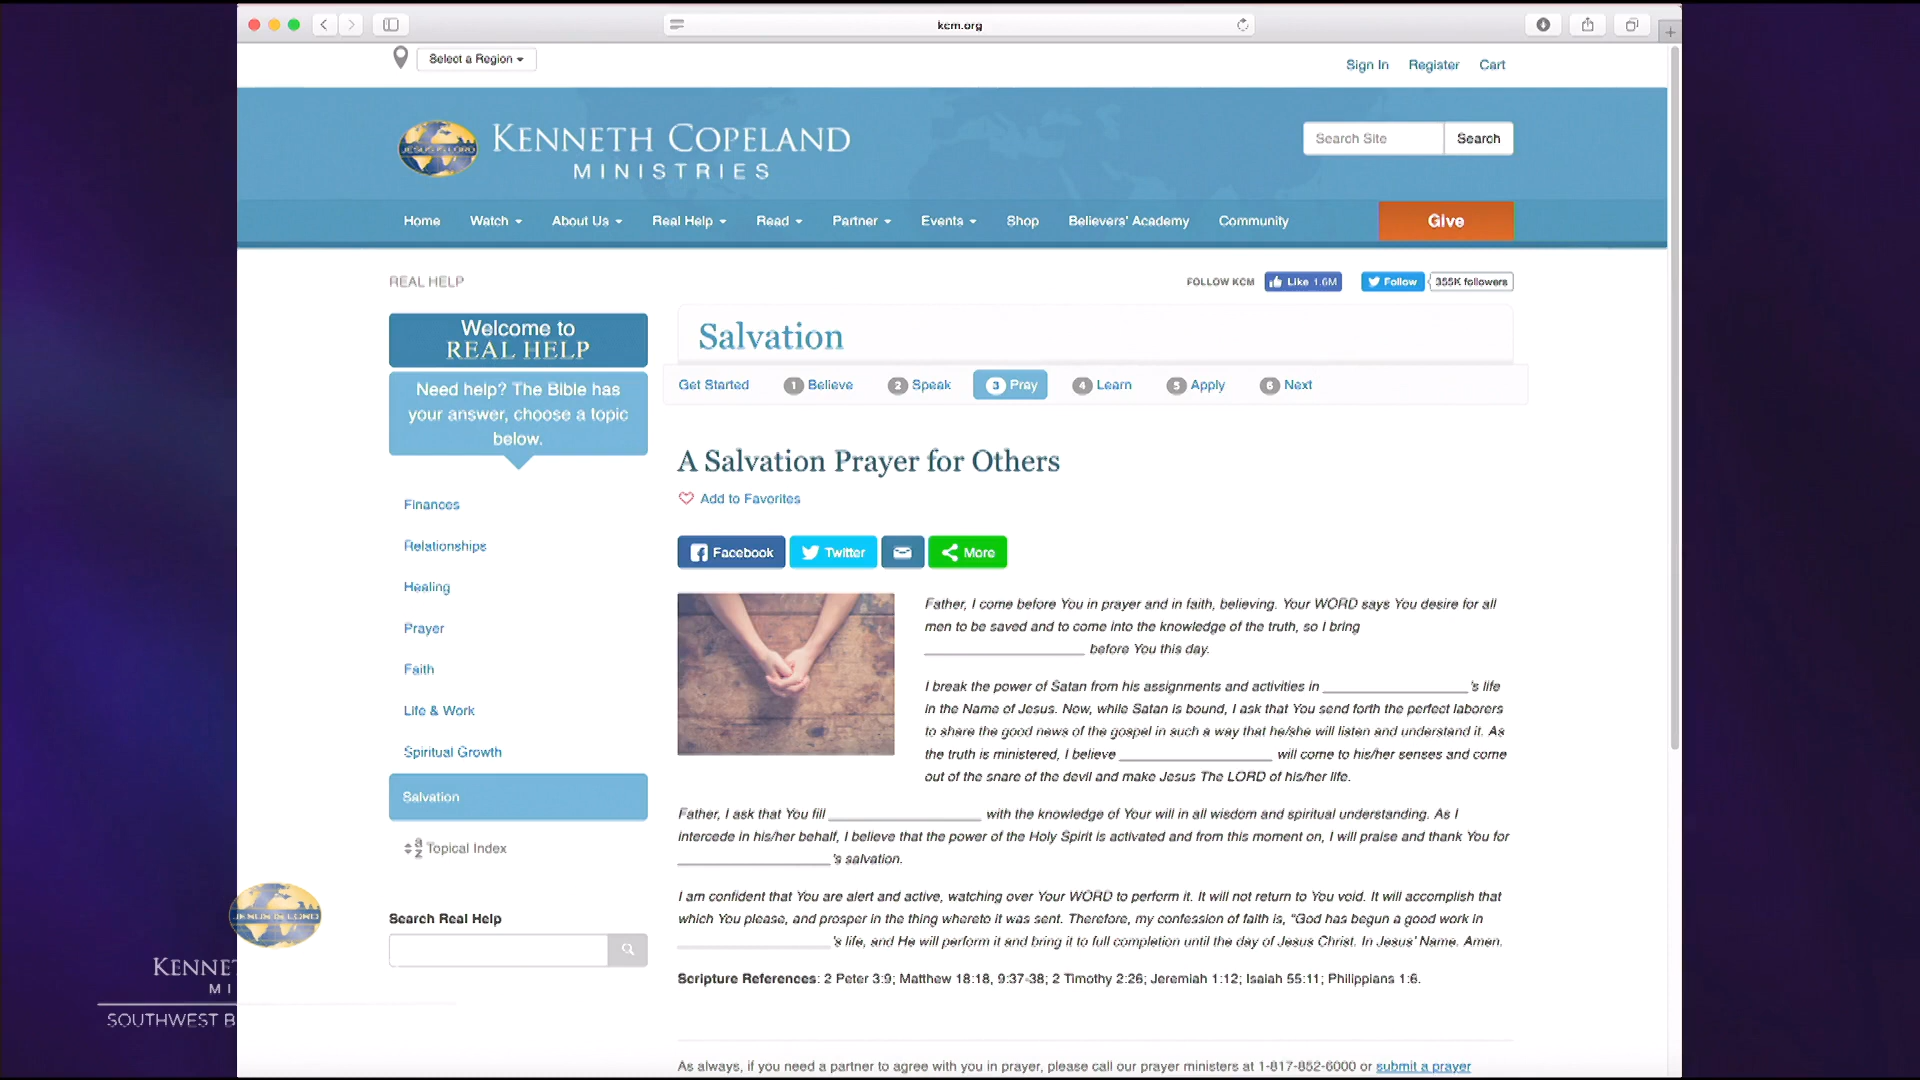 kcm.org
Select a Region
Sign In Register Cart
JESUS IS LORD
KENNETH COPELAND
MINISTRIES
Search Site Search
Home Watch About Us Real Help Read Partner Events Shop Believers' Academy Community Give
REAL HELP
FOLLOW KCM Like 1.6M Follow 355K followers
Welcome to
REAL HELP
Need help? The Bible has
your answer, choose a topic
below.
Finances
Relationships
Healing
Prayer
Faith
Life & Work
Spiritual Growth
Salvation
Topical Index
Search Real Help
Salvation
Get Started 1 Believe 2 Speak 3 Pray 4 Learn 5 Apply 6 Next
A Salvation Prayer for Others
Add to Favorites
Facebook Twitter More
Father, I come before You in prayer and in faith, believing. Your WORD says You desire for all
men to be saved and to come into the knowledge of the truth, so I bring
____________________ before You this day.
I break the power of Satan from his assignments and activities in __________________'s life
in the Name of Jesus. Now, while Satan is bound, I ask that You send forth the perfect laborers
to share the good news of the gospel in such a way that he/she will listen and understand it. As
the truth is ministered, I believe ___________________ will come to his/her senses and come
out of the snare of the devil and make Jesus The LORD of his/her life.
Father, I ask that You fill ___________________ with the knowledge of Your will in all wisdom and spiritual understanding. As I
intercede in his/her behalf, I believe that the power of the Holy Spirit is activated and from this moment on, I will praise and thank You for
___________________'s salvation.
I am confident that You are alert and active, watching over Your WORD to perform it. It will not return to You void. It will accomplish that
which You please, and prosper in the thing whereto it was sent. Therefore, my confession of faith is, "God has begun a good work in
___________________'s life, and He will perform it and bring it to full completion until the day of Jesus Christ. In Jesus' Name. Amen.
Scripture References: 2 Peter 3:9; Matthew 18:18, 9:37-38; 2 Timothy 2:26; Jeremiah 1:12; Isaiah 55:11; Philippians 1:6.
As always, if you need a partner to agree with you in prayer, please call our prayer ministers at 1-817-852-6000 or submit a prayer
JESUS IS LORD
KENNE
MI
SOUTHWEST B